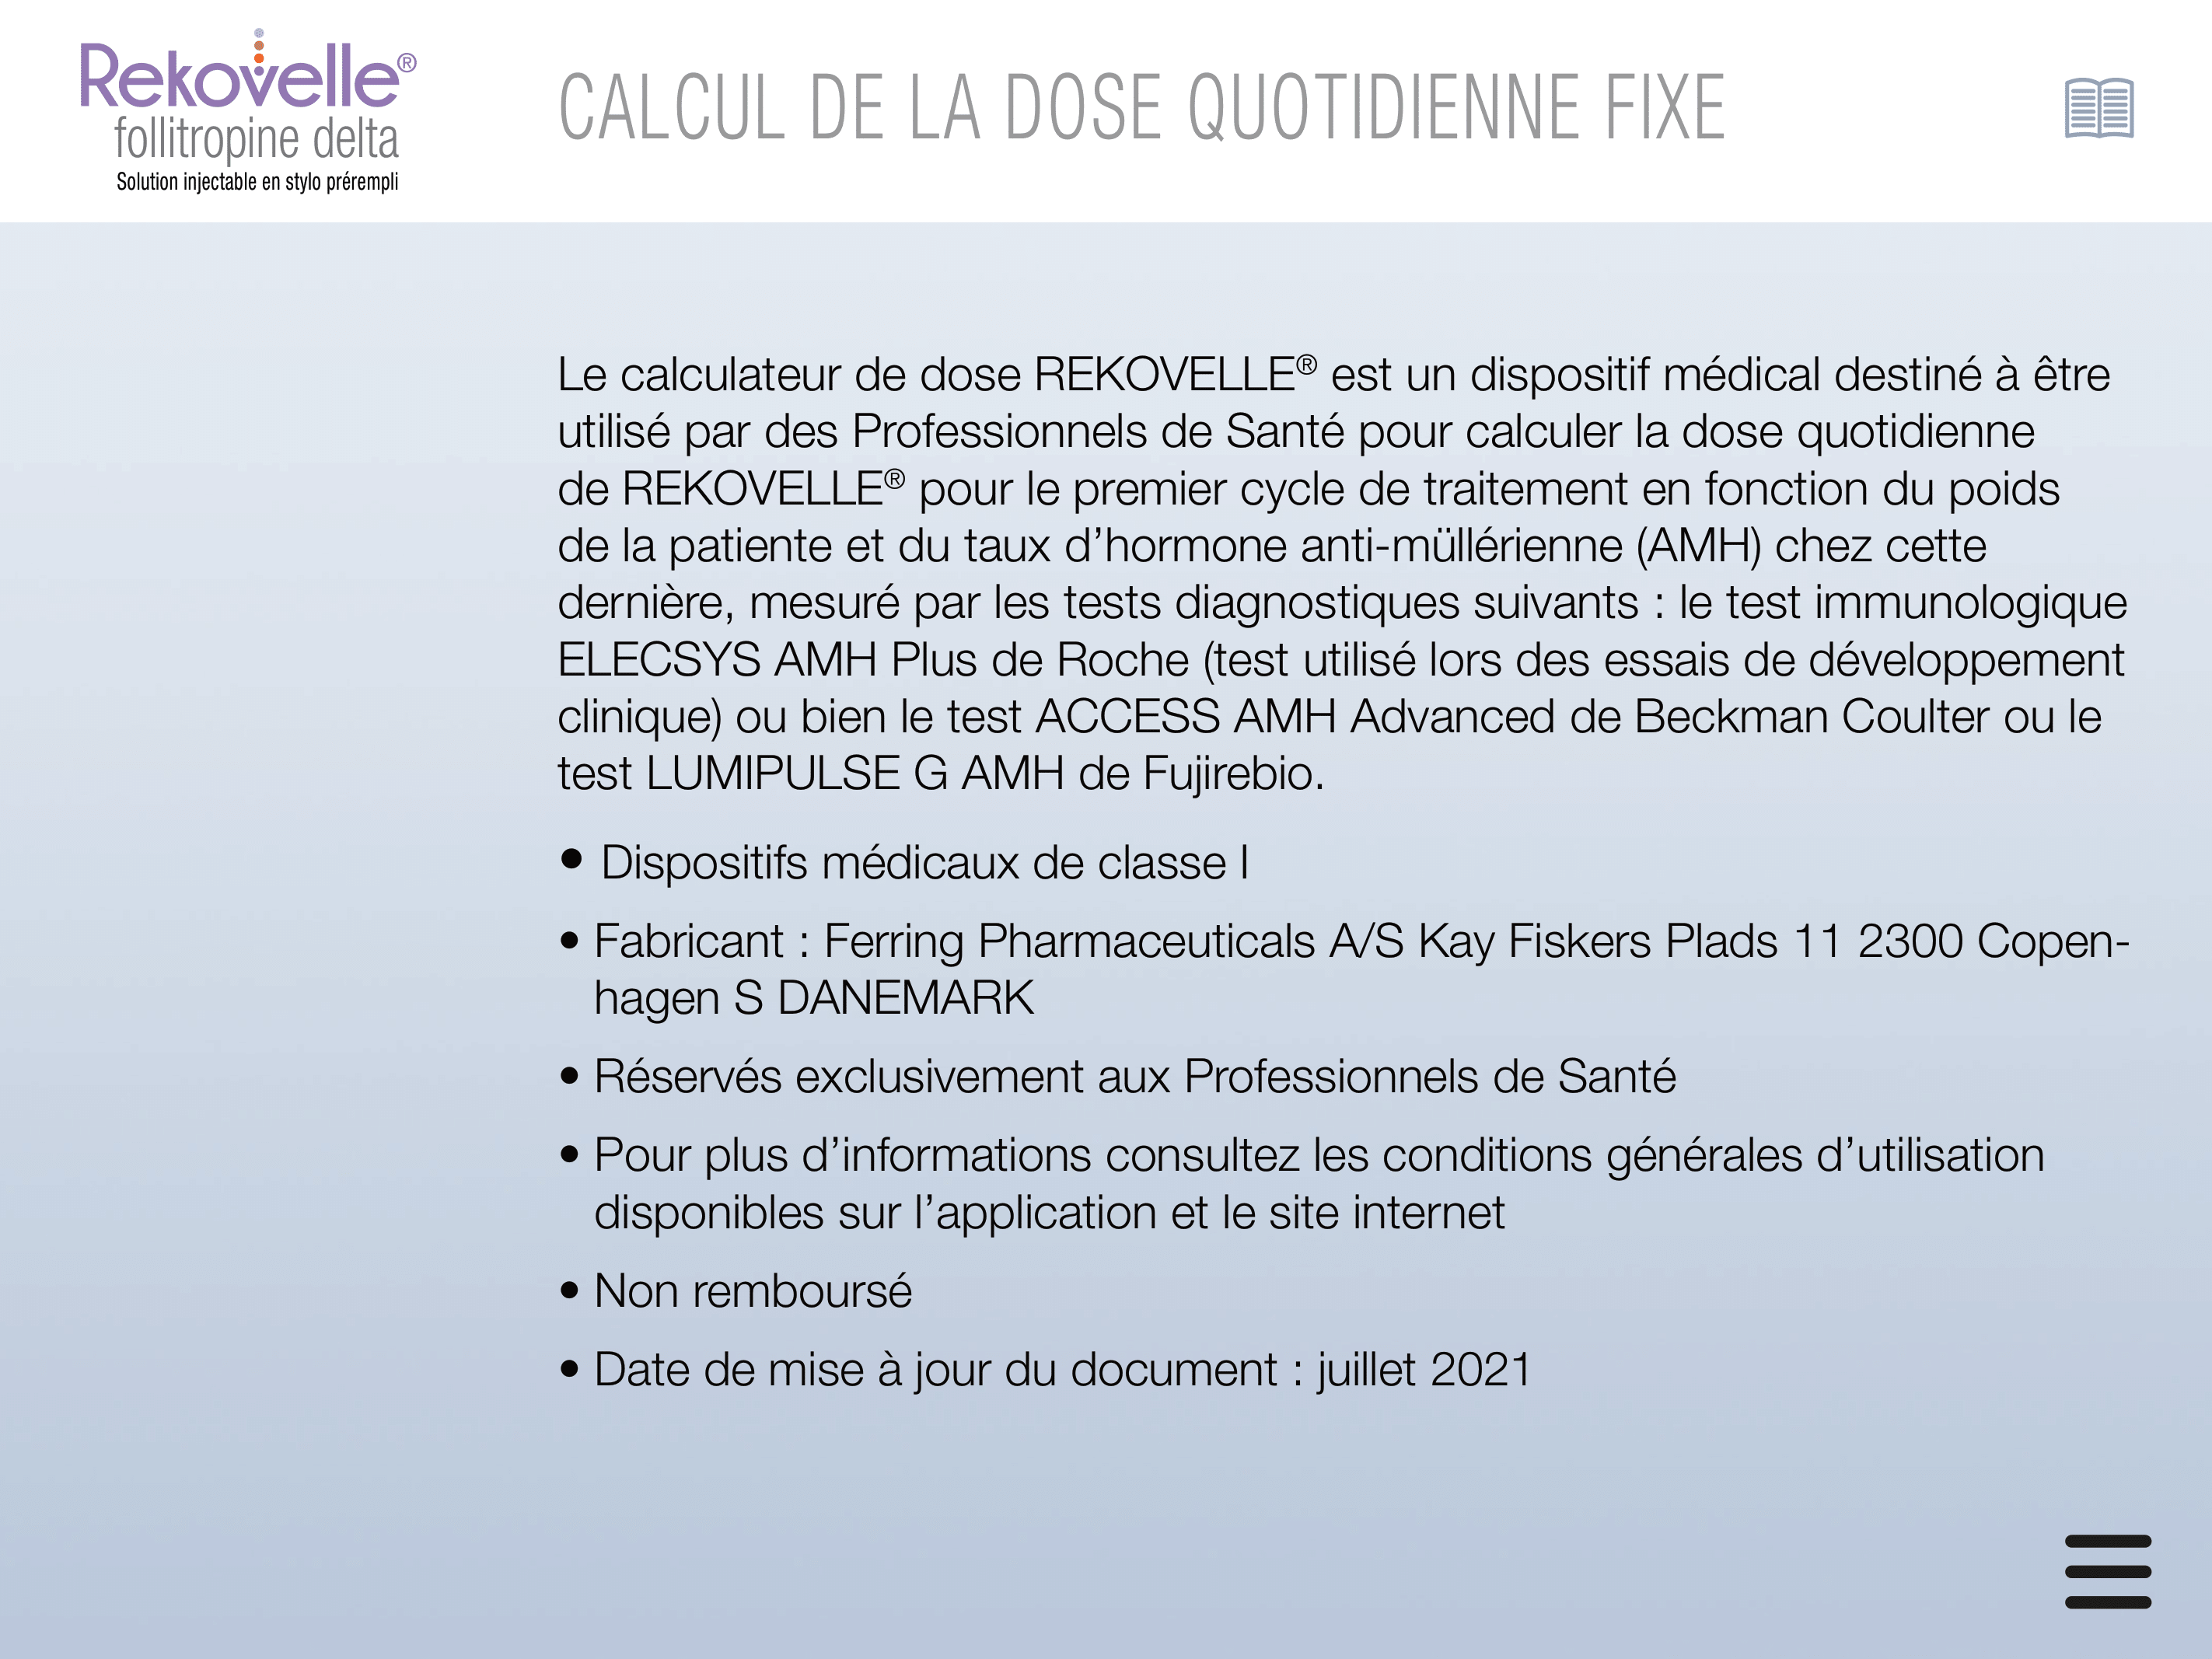 Rekovelle®
follitropine delta
Solution injectable en stylo prérempli
CALCUL DE LA DOSE QUOTIDIENNE FIXE
Le calculateur de dose REKOVELLE® est un dispositif médical destiné à être
utilisé par des Professionnels de Santé pour calculer la dose quotidienne
de REKOVELLE® pour le premier cycle de traitement en fonction du poids
de la patiente et du taux d’hormone anti-müllérienne (AMH) chez cette
dernière, mesuré par les tests diagnostiques suivants : le test immunologique
ELECSYS AMH Plus de Roche (test utilisé lors des essais de développement
clinique) ou bien le test ACCESS AMH Advanced de Beckman Coulter ou le
test LUMIPULSE G AMH de Fujirebio.
• Dispositifs médicaux de classe I
• Fabricant : Ferring Pharmaceuticals A/S Kay Fiskers Plads 11 2300 Copen-
hagen S DANEMARK
• Réservés exclusivement aux Professionnels de Santé
• Pour plus d’informations consultez les conditions générales d’utilisation
disponibles sur l’application et le site internet
• Non remboursé
• Date de mise à jour du document : juillet 2021